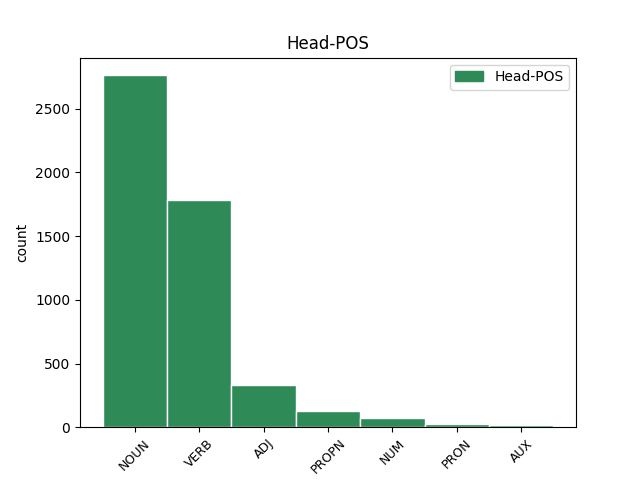 Head-POS
Head-POS
2500
2000
1500
1000
500
0
count
NOUN
VERB
ADJ
PROPN
NUM
PRON
AUX